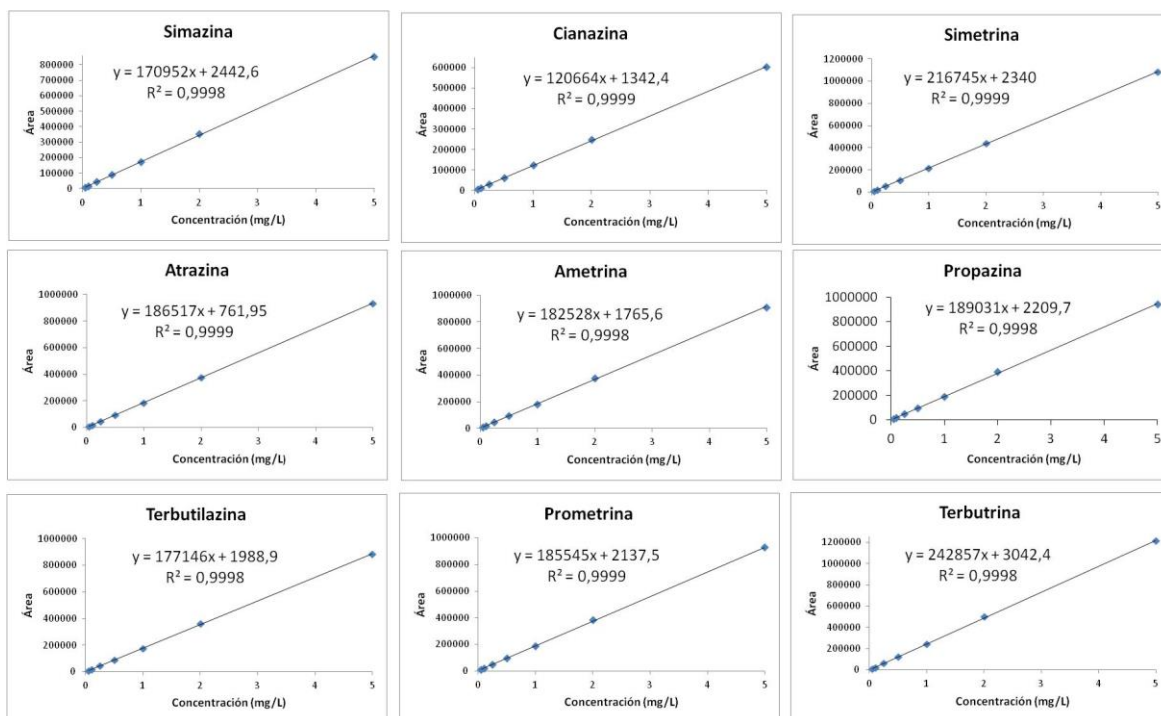 Simazina
y = 170952x + 2442,6
R² = 0,9998
Área
800000
700000
600000
500000
400000
300000
200000
100000
0
0 1 2 3 4 5
Concentración (mg/L)
Cianazina
y = 120664x + 1342,4
R² = 0,9999
Área
600000
500000
400000
300000
200000
100000
0
0 1 2 3 4 5
Concentración (mg/L)
Simetrina
y = 216745x + 2340
R² = 0,9999
Área
1200000
1000000
800000
600000
400000
200000
0
0 1 2 3 4 5
Concentración (mg/L)
Atrazina
y = 186517x + 761,95
R² = 0,9999
Área
1000000
800000
600000
400000
200000
0
0 1 2 3 4 5
Concentración (mg/L)
Ametrina
y = 182528x + 1765,6
R² = 0,9998
Área
1000000
800000
600000
400000
200000
0
0 1 2 3 4 5
Concentración (mg/L)
Propazina
y = 189031x + 2209,7
R² = 0,9998
Área
1000000
800000
600000
400000
200000
0
0 1 2 3 4 5
Concentración (mg/L)
Terbutilazina
y = 177146x + 1988,9
R² = 0,9998
Área
1000000
800000
600000
400000
200000
0
0 1 2 3 4 5
Concentración (mg/L)
Prometrina
y = 185545x + 2137,5
R² = 0,9999
Área
1000000
800000
600000
400000
200000
0
0 1 2 3 4 5
Concentración (mg/L)
Terbutrina
y = 242857x + 3042,4
R² = 0,9998
Área
1200000
1000000
800000
600000
400000
200000
0
0 1 2 3 4 5
Concentración (mg/L)